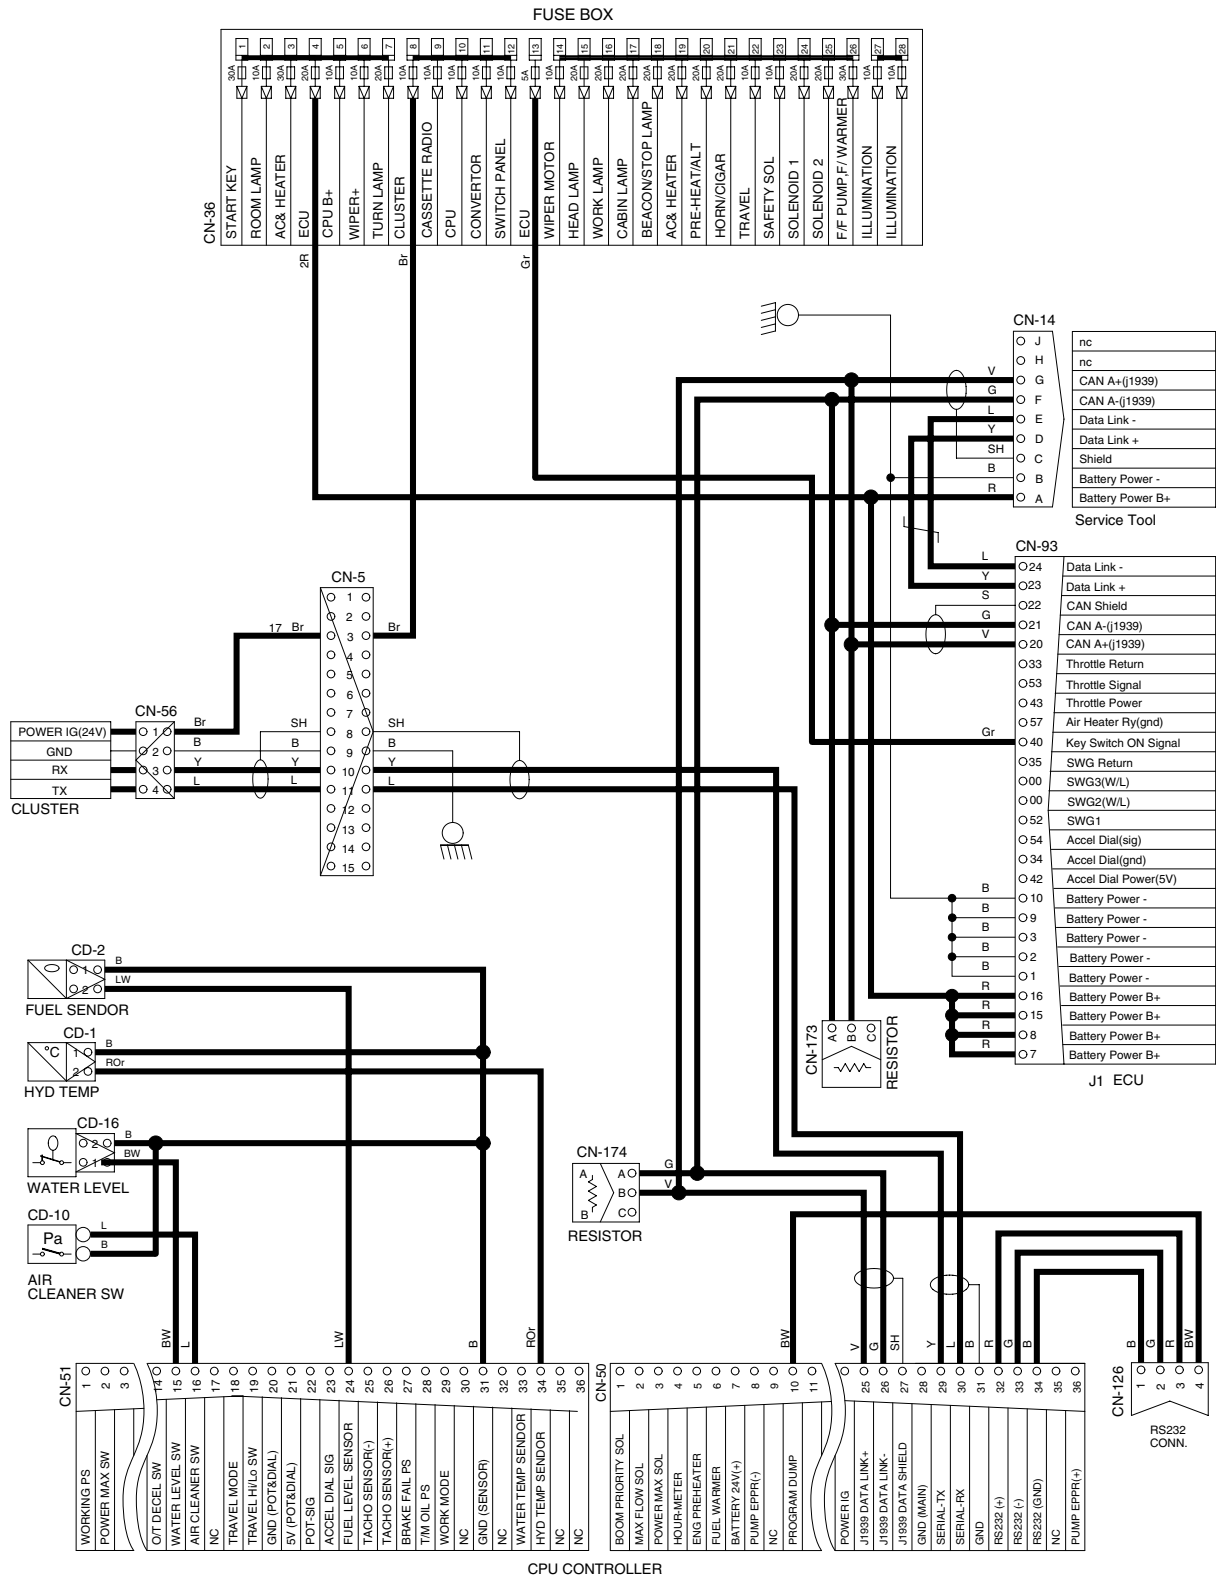 FUSE BOX
1 2 3 4 5 6 7 8 9 10 11 12 13 14 15 16 17 18 19 20 21 22 23 24 25 26 27 28
30A 10A 30A 20A 10A 10A 20A 10A 10A 10A 10A 10A 5A 10A 20A 10A 20A 20A 20A 20A 10A 10A 20A 20A 20A 30A 10A 10A
CN-36
START KEY
ROOM LAMP
AC& HEATER
ECU
CPU B+
WIPER+
TURN LAMP
CLUSTER
CASSETTE RADIO
CPU
CONVERTOR
SWITCH PANEL
ECU
WIPER MOTOR
HEAD LAMP
WORK LAMP
CABIN LAMP
BEACON/STOP LAMP
AC& HEATER
PRE-HEAT/ALT
HORN/CIGAR
TRAVEL
SAFETY SOL
SOLENOID 1
SOLENOID 2
F/F PUMP,F/ WARMER
ILLUMINATION
ILLUMINATION
2R Br Gr
CN-14
J nc
H nc
V G CAN A+(j1939)
G F CAN A-(j1939)
L E Data Link -
Y D Data Link +
SH C Shield
B B Battery Power -
R A Battery Power B+
Service Tool
CN-93
L 24 Data Link -
Y 23 Data Link +
S 22 CAN Shield
G 21 CAN A-(j1939)
V 20 CAN A+(j1939)
33 Throttle Return
53 Throttle Signal
43 Throttle Power
57 Air Heater Ry(gnd)
Gr 40 Key Switch ON Signal
35 SWG Return
00 SWG3(W/L)
00 SWG2(W/L)
52 SWG1
54 Accel Dial(sig)
34 Accel Dial(gnd)
42 Accel Dial Power(5V)
B 10 Battery Power -
B 9 Battery Power -
B 3 Battery Power -
B 2 Battery Power -
B 1 Battery Power -
R 16 Battery Power B+
R 15 Battery Power B+
R 8 Battery Power B+
R 7 Battery Power B+
J1 ECU
CN-5
1
2
17 Br 3 Br
4
5
6
7
SH 8 SH
B 9 B
Y 10 Y
L 11 L
12
13
14
15
CN-56
POWER IG(24V) 1 Br
GND 2 B
RX 3 Y
TX 4 L
CLUSTER
CD-2
1 B
2 LW
FUEL SENDOR
CD-1
°C 1 B
2 ROr
HYD TEMP
CD-16
2 B
1 BW
WATER LEVEL
CD-10
Pa L
B
AIR
CLEANER SW
CN-173
A B C
RESISTOR
CN-174
A A G
B B V
C
RESISTOR
BW L LW B ROr
CN-51
1 2 3 14 15 16 17 18 19 20 21 22 23 24 25 26 27 28 29 30 31 32 33 34 35 36
WORKING PS
POWER MAX SW
O/T DECEL SW
WATER LEVEL SW
AIR CLEANER SW
NC
TRAVEL MODE
TRAVEL Hi/Lo SW
GND (POT&DIAL)
5V (POT&DIAL)
POT-SIG
ACCEL DIAL SIG
FUEL LEVEL SENSOR
TACHO SENSOR(-)
TACHO SENSOR(+)
BRAKE FAIL PS
T/M OIL PS
WORK MODE
NC
GND (SENSOR)
NC
WATER TEMP SENDOR
HYD TEMP SENDOR
NC
NC
BW V G SH Y L B R G B
CN-50
1 2 3 4 5 6 7 8 9 10 11 25 26 27 28 29 30 31 32 33 34 35 36
BOOM PRIORITY SOL
MAX FLOW SOL
POWER MAX SOL
HOUR-METER
ENG PREHEATER
FUEL WARMER
BATTERY 24V(+)
PUMP EPPR(-)
NC
PROGRAM DUMP
POWER IG
J1939 DATA LINK+
J1939 DATA LINK-
J1939 DATA SHIELD
GND (MAIN)
SERIAL-TX
SERIAL-RX
GND
RS232 (+)
RS232 (-)
RS232 (GND)
NC
PUMP EPPR(+)
CPU CONTROLLER
B G R BW
CN-126
1 2 3 4
RS232
CONN.